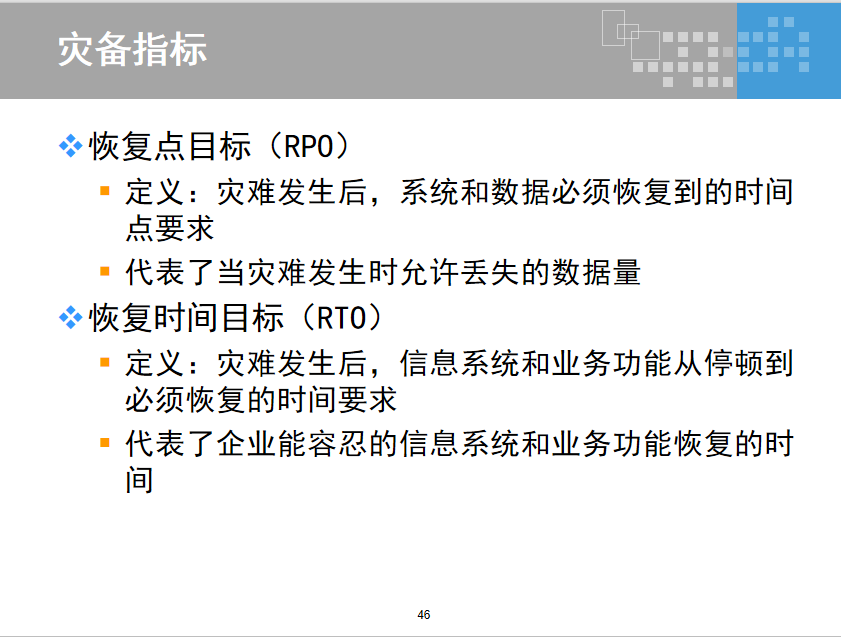 灾备指标
恢复点目标（RPO）
定义：灾难发生后，系统和数据必须恢复到的时间
点要求
代表了当灾难发生时允许丢失的数据量
恢复时间目标（RTO）
定义：灾难发生后，信息系统和业务功能从停顿到
必须恢复的时间要求
代表了企业能容忍的信息系统和业务功能恢复的时
间
46